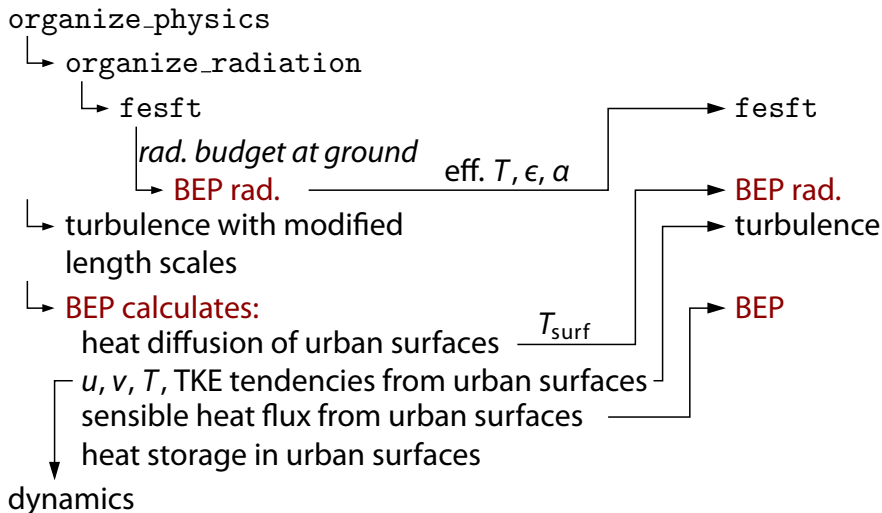 organize_physics
organize_radiation
fesft fesft
rad. budget at ground
BEP rad. eff. T, ϵ, α BEP rad.
turbulence with modified turbulence
length scales
BEP calculates: BEP
heat diffusion of urban surfaces T_surf
u, v, T, TKE tendencies from urban surfaces
sensible heat flux from urban surfaces
heat storage in urban surfaces
dynamics